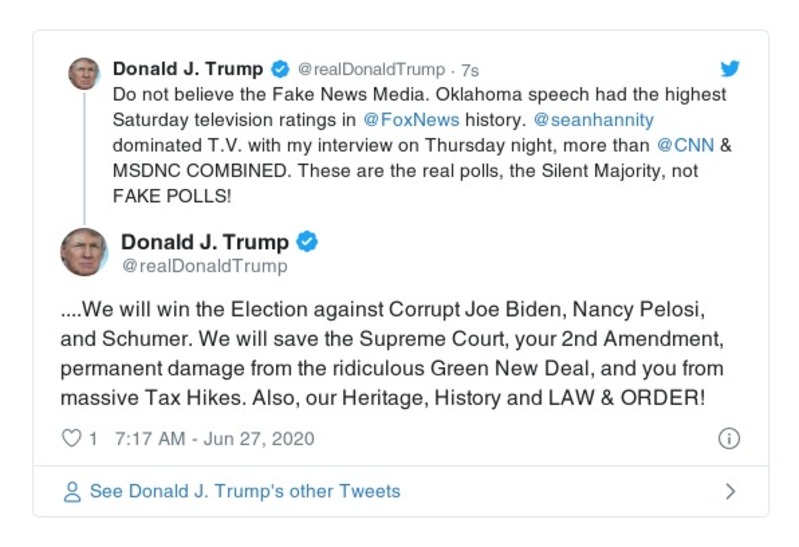 Donald J. Trump @realDonaldTrump · 7s
Do not believe the Fake News Media. Oklahoma speech had the highest
Saturday television ratings in @FoxNews history. @seanhannity
dominated T.V. with my interview on Thursday night, more than @CNN &
MSDNC COMBINED. These are the real polls, the Silent Majority, not
FAKE POLLS!
Donald J. Trump
@realDonaldTrump
....We will win the Election against Corrupt Joe Biden, Nancy Pelosi,
and Schumer. We will save the Supreme Court, your 2nd Amendment,
permanent damage from the ridiculous Green New Deal, and you from
massive Tax Hikes. Also, our Heritage, History and LAW & ORDER!
1 7:17 AM - Jun 27, 2020
See Donald J. Trump's other Tweets